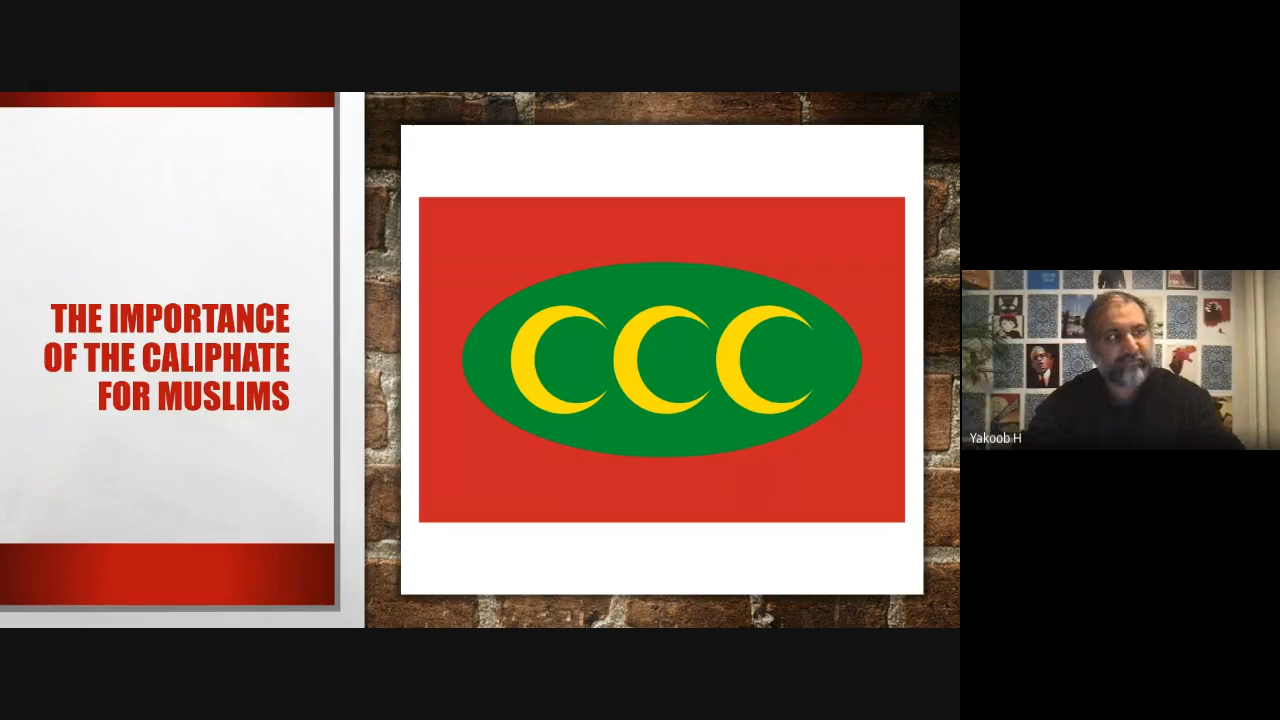 THE IMPORTANCE
OF THE CALIPHATE
FOR MUSLIMS
Yakoob H